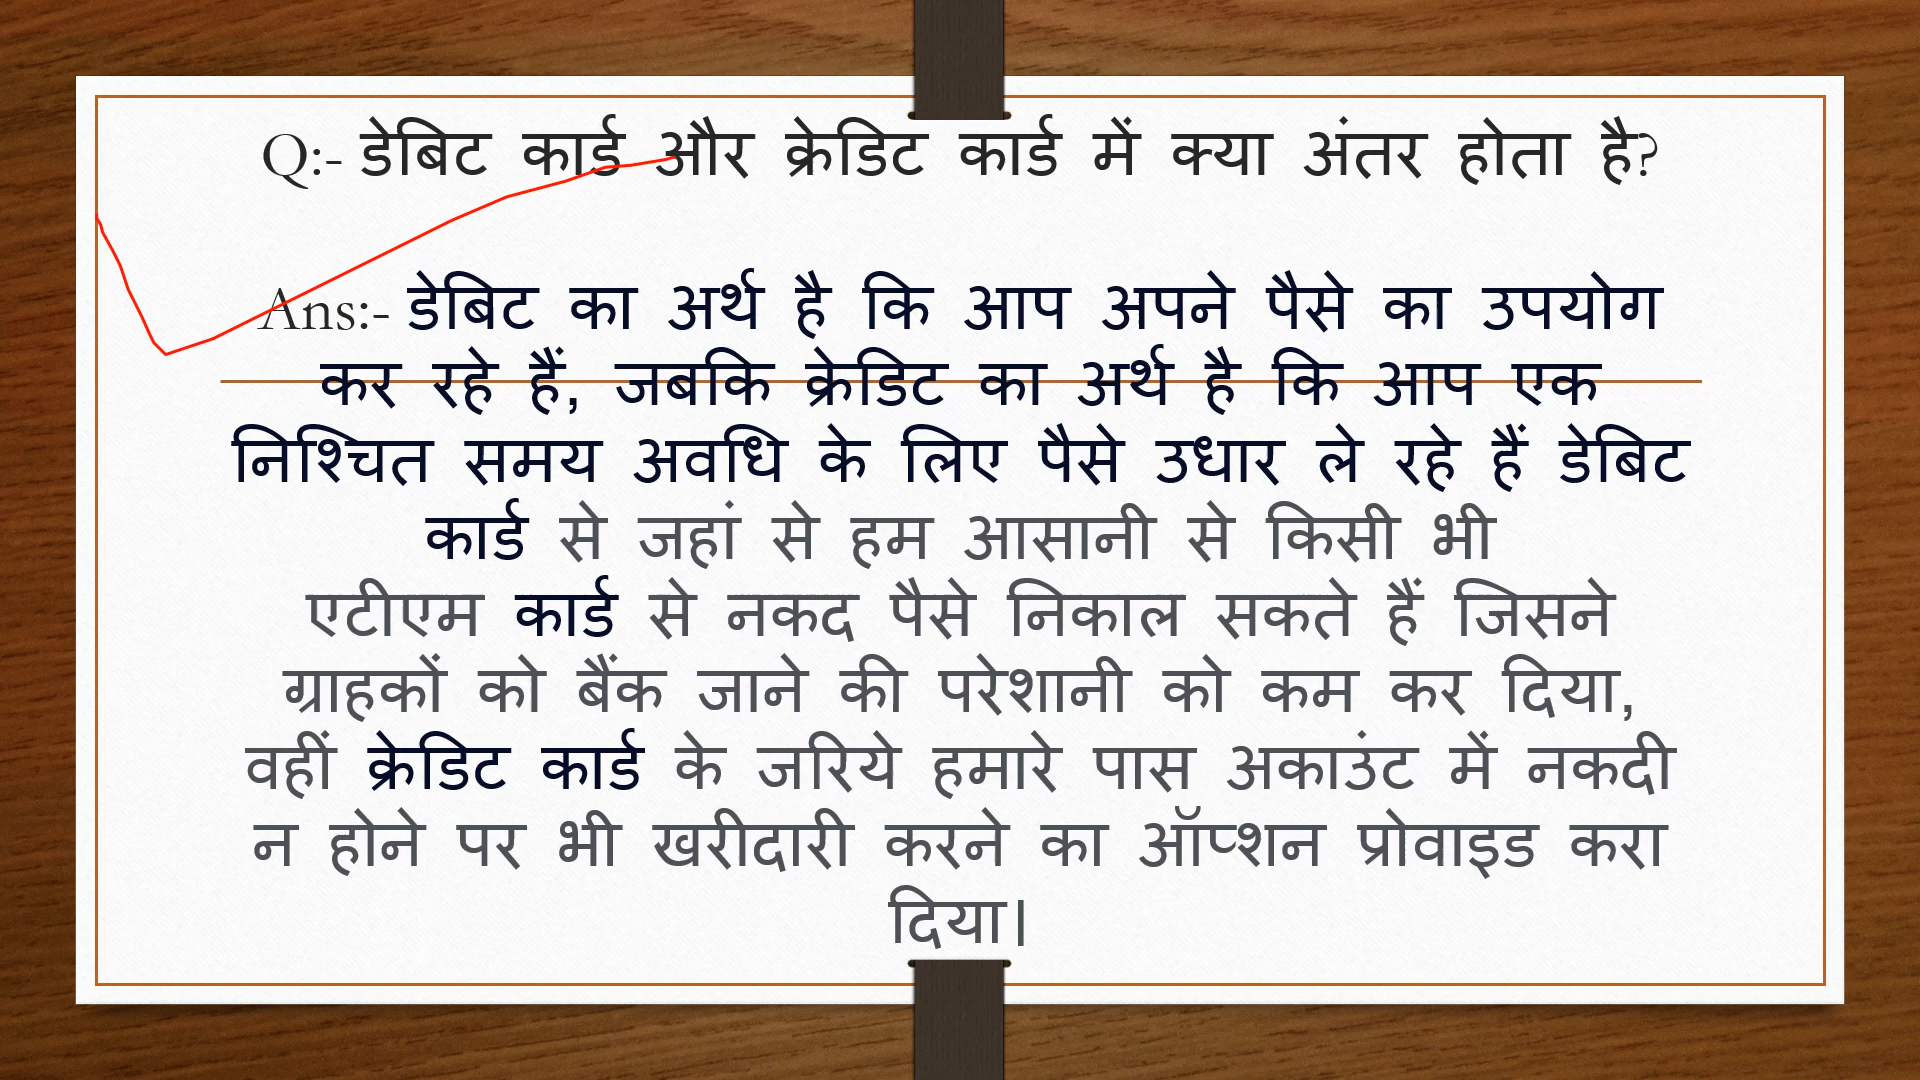 Q:- डेबिट कार्ड और क्रेडिट कार्ड में क्या अंतर होता है?
Ans:- डेबिट का अर्थ है कि आप अपने पैसे का उपयोग
कर रहे हैं, जबकि क्रेडिट का अर्थ है कि आप एक
निश्चित समय अवधि के लिए पैसे उधार ले रहे हैं डेबिट
कार्ड से जहां से हम आसानी से किसी भी
एटीएम कार्ड से नकद पैसे निकाल सकते हैं जिसने
ग्राहकों को बैंक जाने की परेशानी को कम कर दिया,
वहीं क्रेडिट कार्ड के जरिये हमारे पास अकाउंट में नकदी
न होने पर भी खरीदारी करने का ऑप्शन प्रोवाइड करा
दिया।